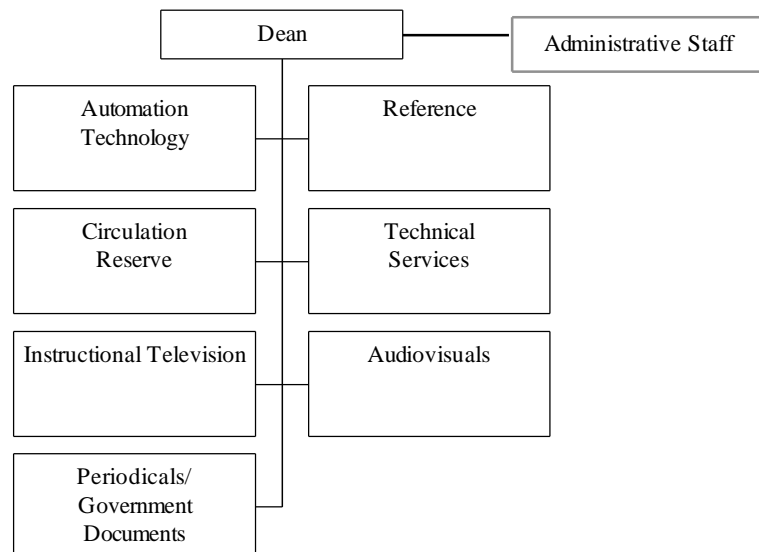 Dean
Administrative Staff
Automation
Technology
Reference
Circulation
Reserve
Technical
Services
Instructional Television
Audiovisuals
Periodicals/
Government
Documents